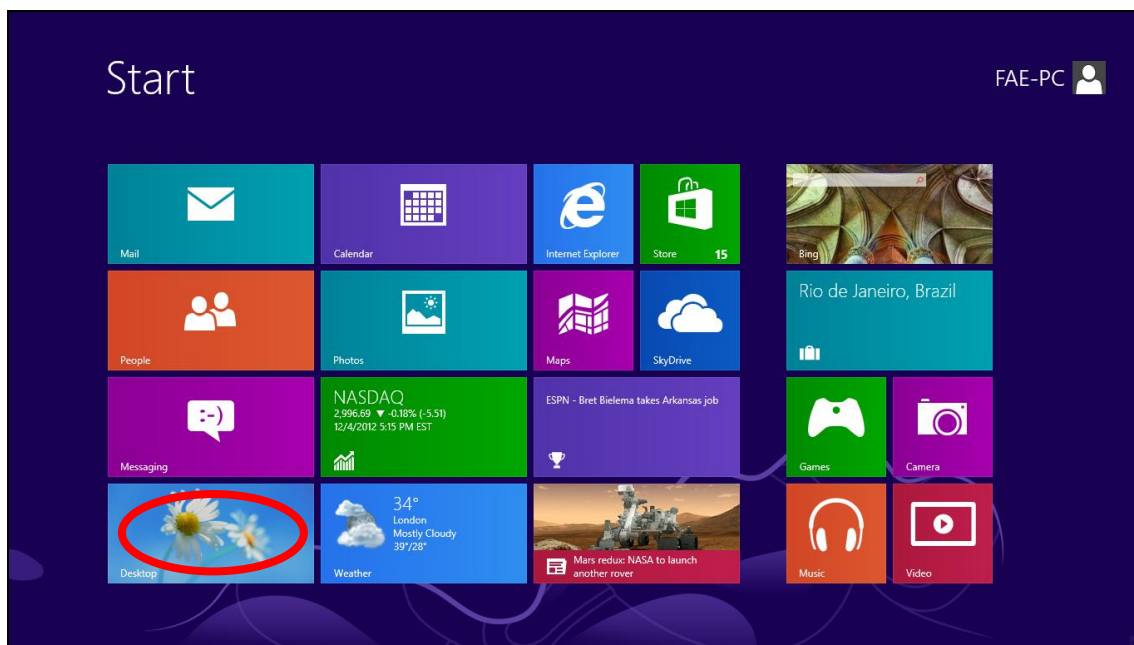 Start
FAE-PC
Mail
Calendar
Internet Explorer
Store 15
Bing
People
Photos
Maps
SkyDrive
Rio de Janeiro, Brazil
Messaging
NASDAQ
2,996.69 ▼ -0.18% (-5.51)
12/4/2012 5:15 PM EST
ESPN - Bret Bielema takes Arkansas job
Games
Camera
Desktop
34°
London
Mostly Cloudy
39°/28°
Weather
Mars redux: NASA to launch
another rover
Music
Video